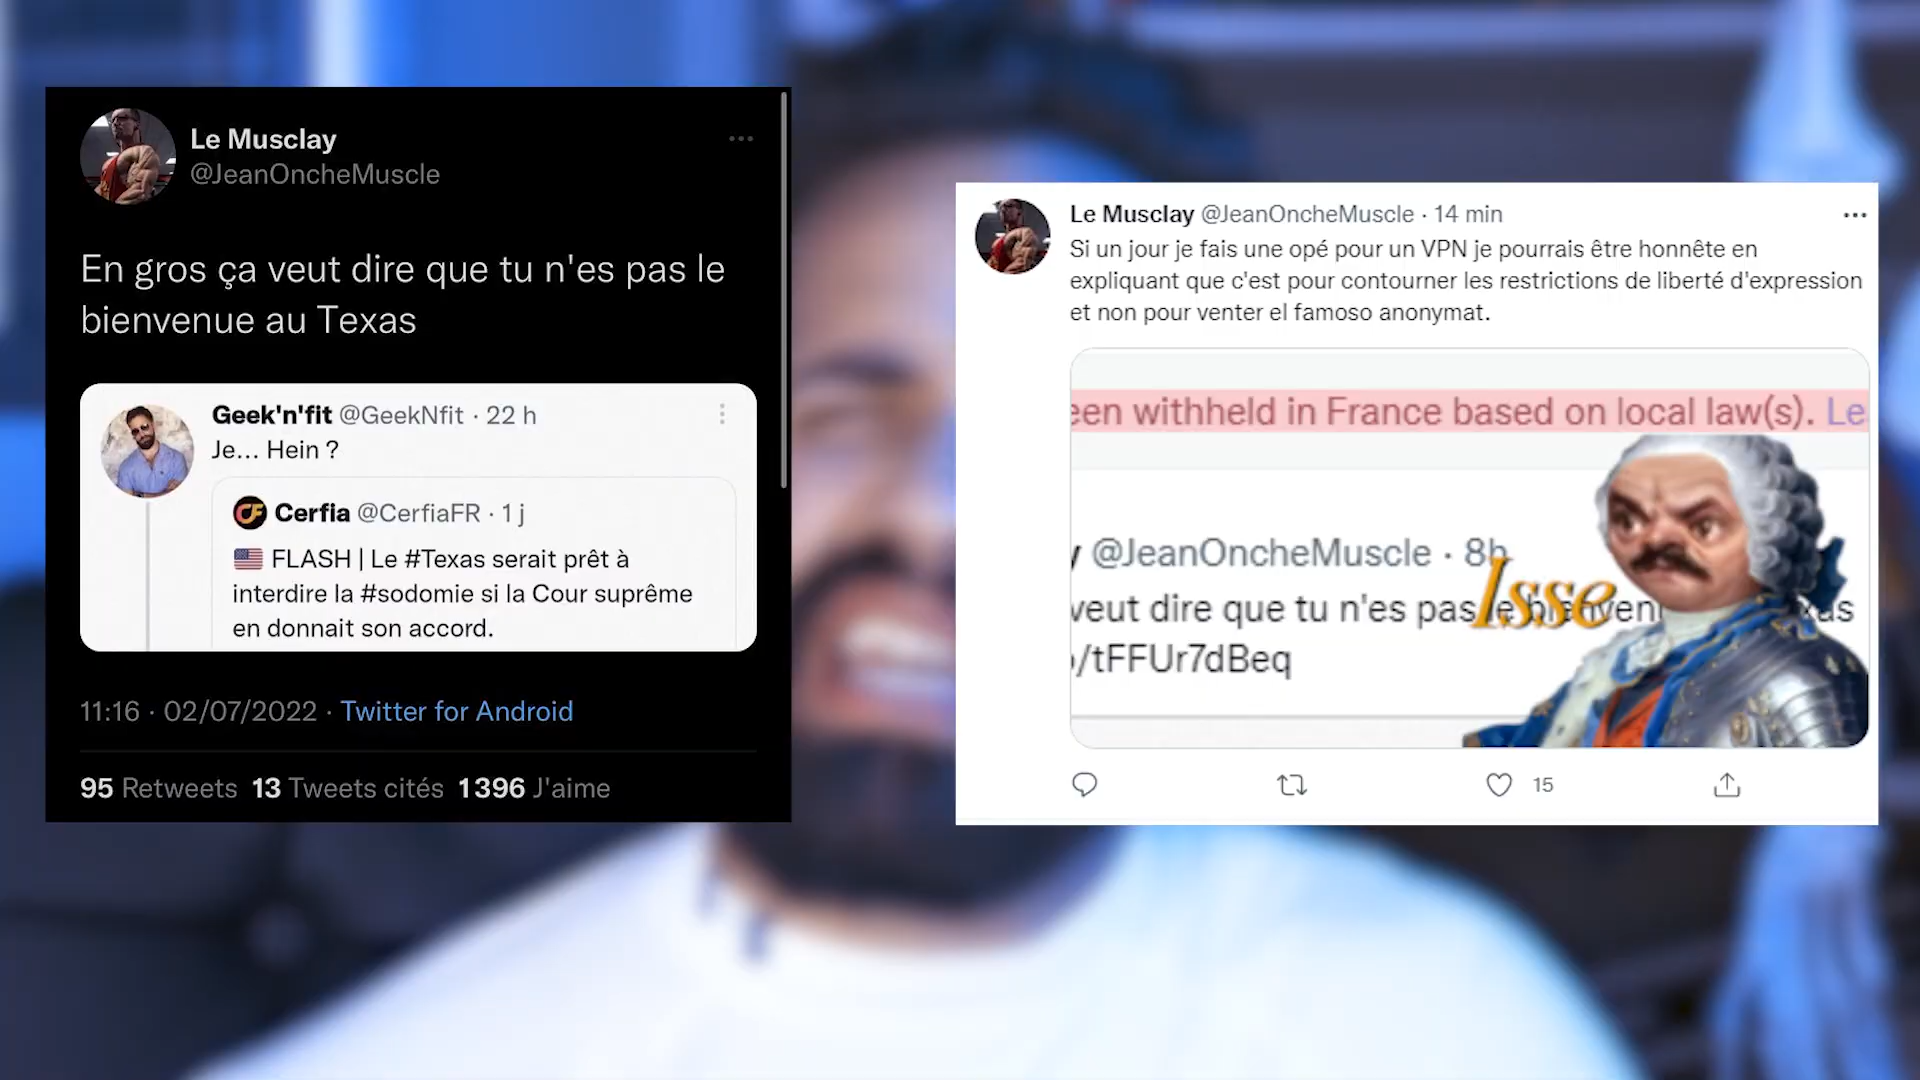 Le Musclay
@JeanOncheMuscle
En gros ça veut dire que tu n'es pas le
bienvenue au Texas
Geek'n'fit @GeekNfit · 22 h
Je... Hein ?
CF Cerfia @CerfiaFR · 1 j
FLASH | Le #Texas serait prêt à
interdire la #sodomie si la Cour suprême
en donnait son accord.
11:16 · 02/07/2022 · Twitter for Android
95 Retweets 13 Tweets cités 1396 J'aime
Le Musclay @JeanOncheMuscle · 14 min
Si un jour je fais une opé pour un VPN je pourrais être honnête en
expliquant que c'est pour contourner les restrictions de liberté d'expression
et non pour venter el famoso anonymat.
een withheld in France based on local law(s). Le
y @JeanOncheMuscle · 8h
veut dire que tu n'es pas le bienven xas
Isse
o/tFFUr7dBeq
15